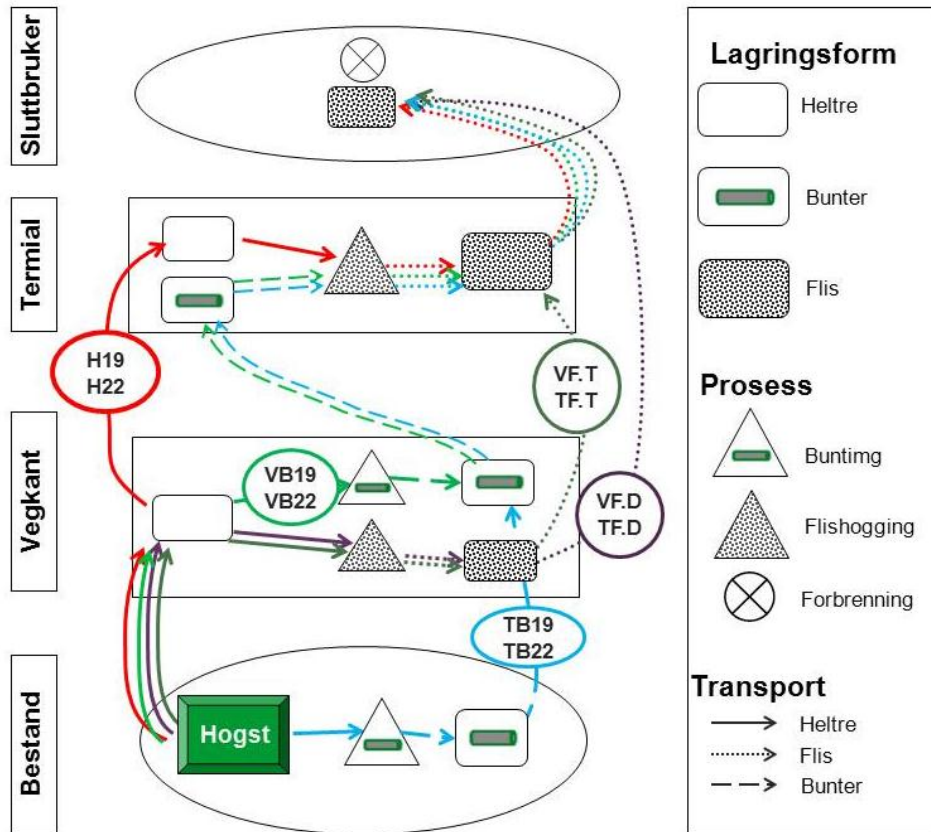 Sluttbruker
Termial
H19
H22
VF.T
TF.T
Vegkant
VB19
VB22
VF.D
TF.D
TB19
TB22
Bestand
Hogst
Lagringsform
Heltre
Bunter
Flis
Prosess
Buntimg
Flishogging
Forbrenning
Transport
Heltre
Flis
Bunter